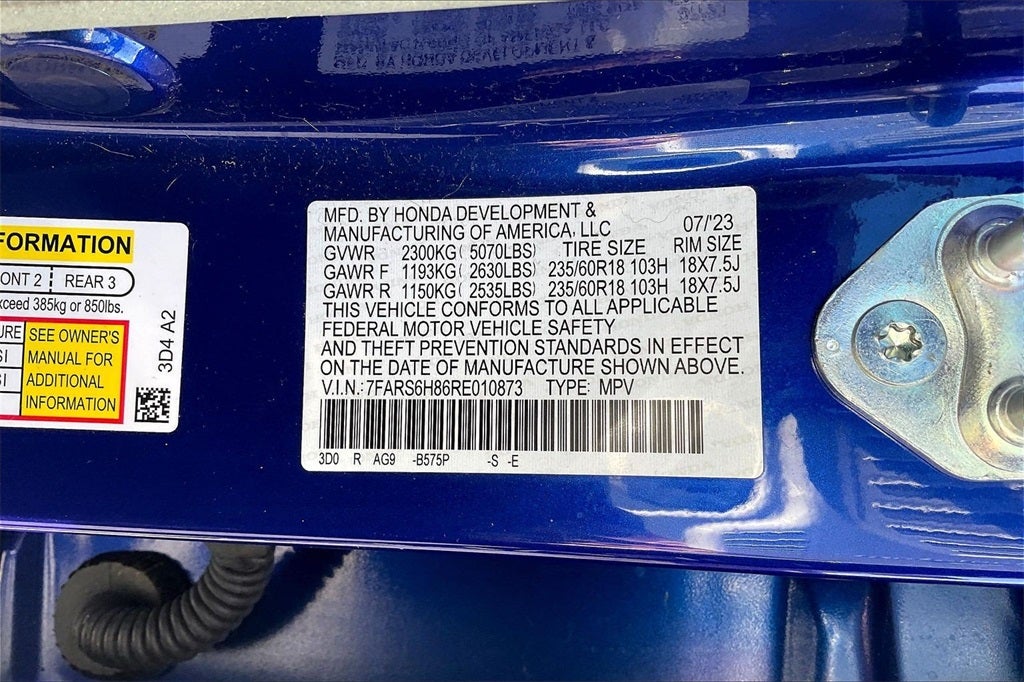 FORMATION
ONT 2 REAR 3
xceed 385kg or 850lbs.
URE SEE OWNER'S
SI MANUAL FOR
SI ADDITIONAL
INFORMATION
3D4 A2
MFD. BY HONDA DEVELOPMENT &
MANUFACTURING OF AMERICA, LLC 07/'23
GVWR 2300KG ( 5070LBS) TIRE SIZE RIM SIZE
GAWR F 1193KG ( 2630LBS) 235/60R18 103H 18X7.5J
GAWR R 1150KG ( 2535LBS) 235/60R18 103H 18X7.5J
THIS VEHICLE CONFORMS TO ALL APPLICABLE
FEDERAL MOTOR VEHICLE SAFETY
AND THEFT PREVENTION STANDARDS IN EFFECT
ON THE DATE OF MANUFACTURE SHOWN ABOVE.
V.I.N.:7FARS6H86RE010873 TYPE: MPV
3D0 R AG9 -B575P -S -E